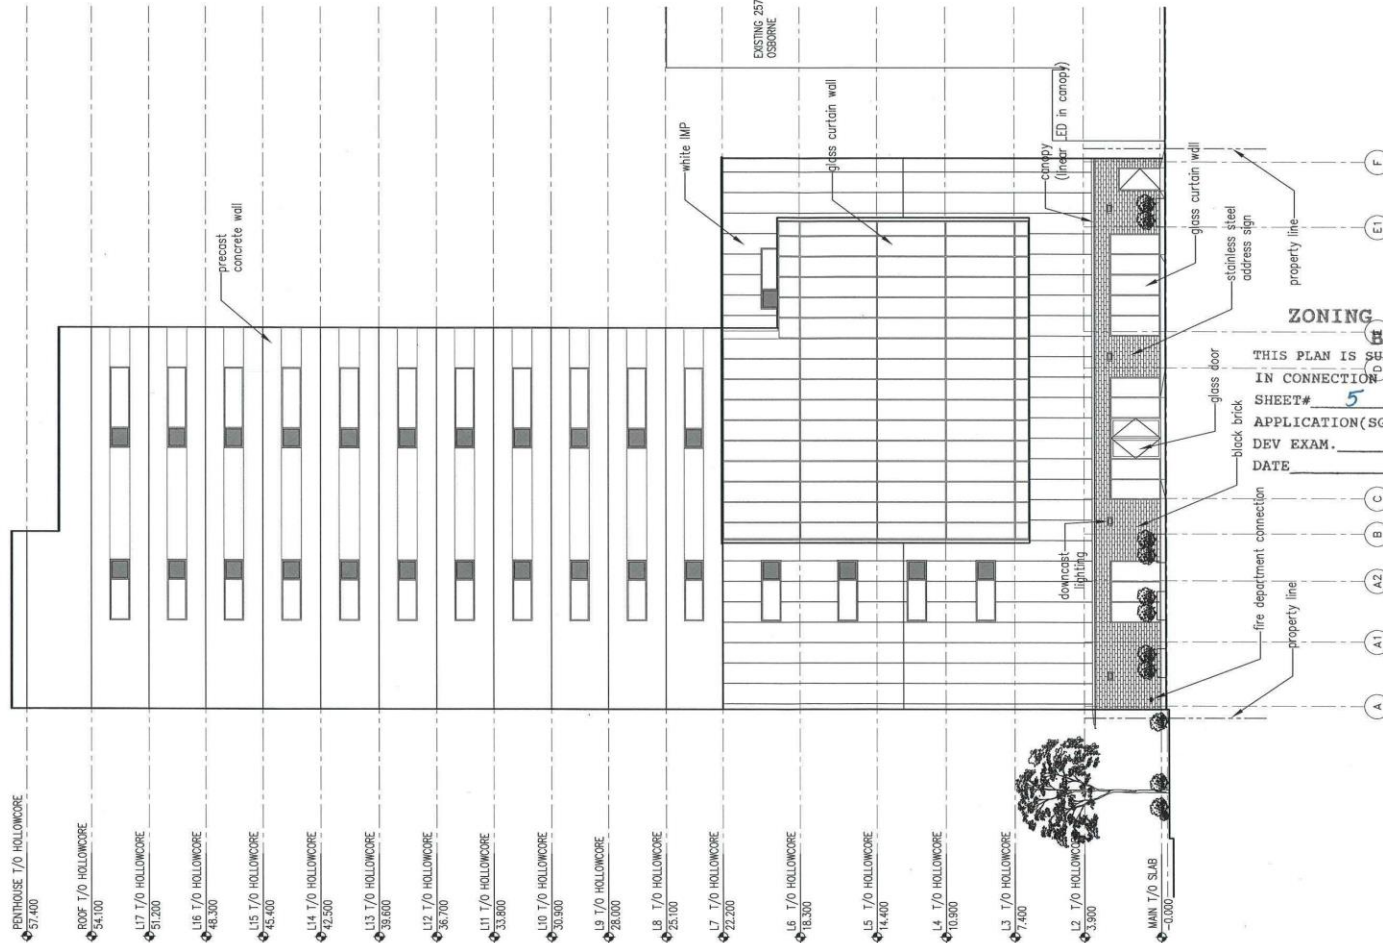 PENTHOUSE T/O HOLLOWCORE
57.400
ROOF T/O HOLLOWCORE
54.100
L17 T/O HOLLOWCORE
51.200
L16 T/O HOLLOWCORE
48.300
L15 T/O HOLLOWCORE
45.400
L14 T/O HOLLOWCORE
42.500
L13 T/O HOLLOWCORE
39.600
L12 T/O HOLLOWCORE
36.700
L11 T/O HOLLOWCORE
33.800
L10 T/O HOLLOWCORE
30.900
L9 T/O HOLLOWCORE
28.000
L8 T/O HOLLOWCORE
25.100
L7 T/O HOLLOWCORE
22.200
L6 T/O HOLLOWCORE
18.300
L5 T/O HOLLOWCORE
14.400
L4 T/O HOLLOWCORE
10.900
L3 T/O HOLLOWCORE
7.400
L2 T/O HOLLOWCORE
3.900
MAIN T/O SLAB
-0.000
precast
concrete wall
EXISTING 257
OSBORNE
white IMP
glass curtain wall
canopy
(linear LED in canopy)
glass curtain wall
stainless steel
address sign
property line
glass door
black brick
downcast
lighting
fire department connection
property line
A
A1
A2
B
C
D
E1
F
ZONING
THIS PLAN IS SU
IN CONNECTION
SHEET# 5
APPLICATION(SG
DEV EXAM.
DATE